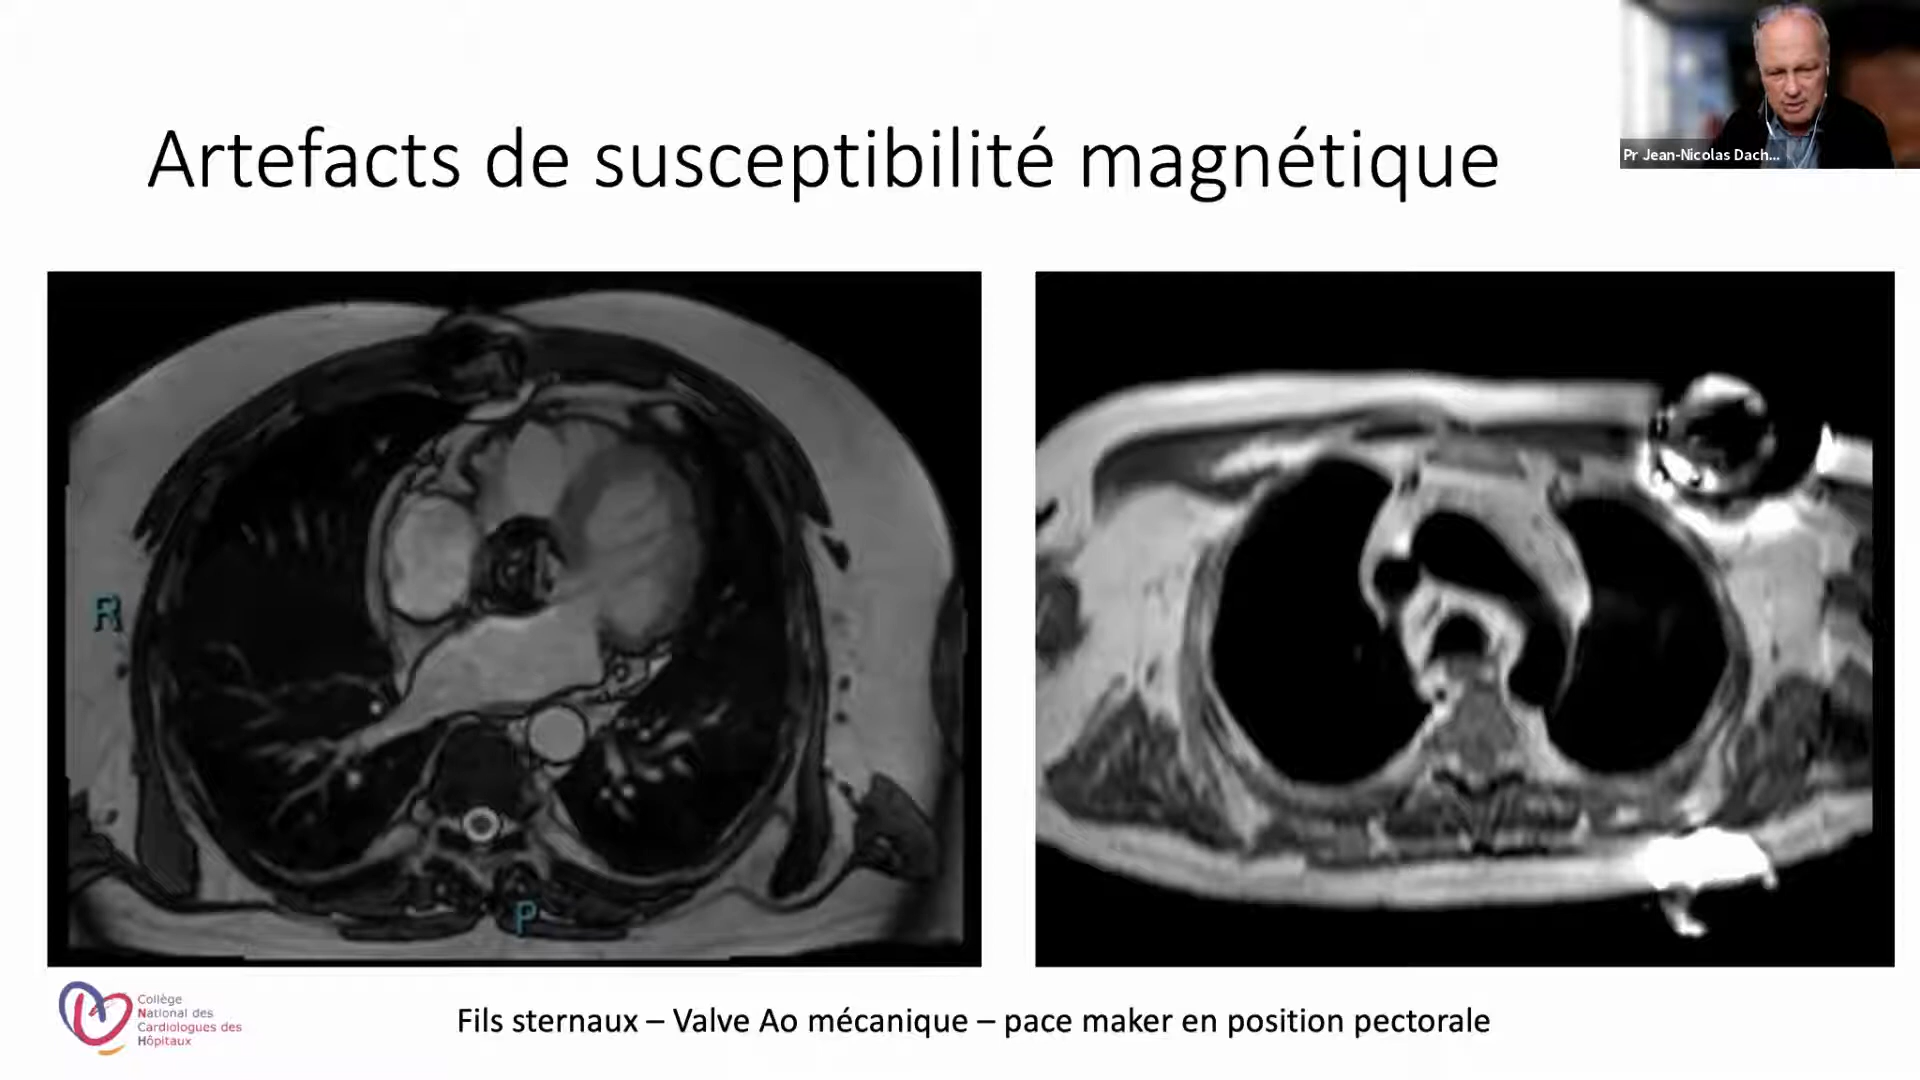 Artefacts de susceptibilité magnétique
Pr Jean-Nicolas Dach...
R
P
Collège
National des
Cardiologues des
Hôpitaux
Fils sternaux – Valve Ao mécanique – pace maker en position pectorale